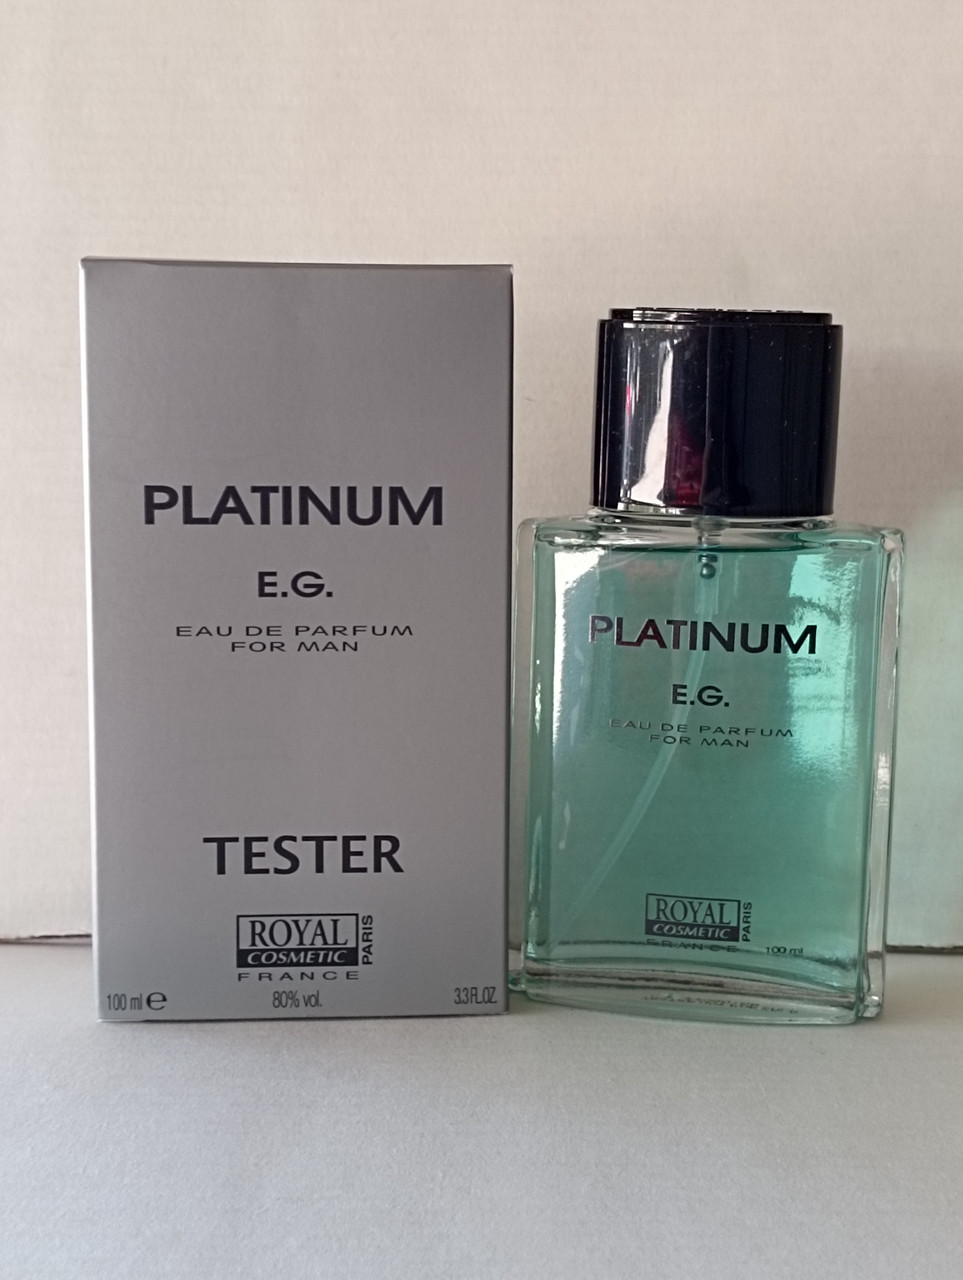 PLATINUM
E.G.
EAU DE PARFUM
FOR MAN
TESTER
ROYAL
COSMETIC
PARIS
FRANCE
100 ml ℮
80% vol.
3.3 FL.OZ.
PLATINUM
E.G.
EAU DE PARFUM
FOR MAN
ROYAL
COSMETIC
PARIS
FRANCE
100 ml